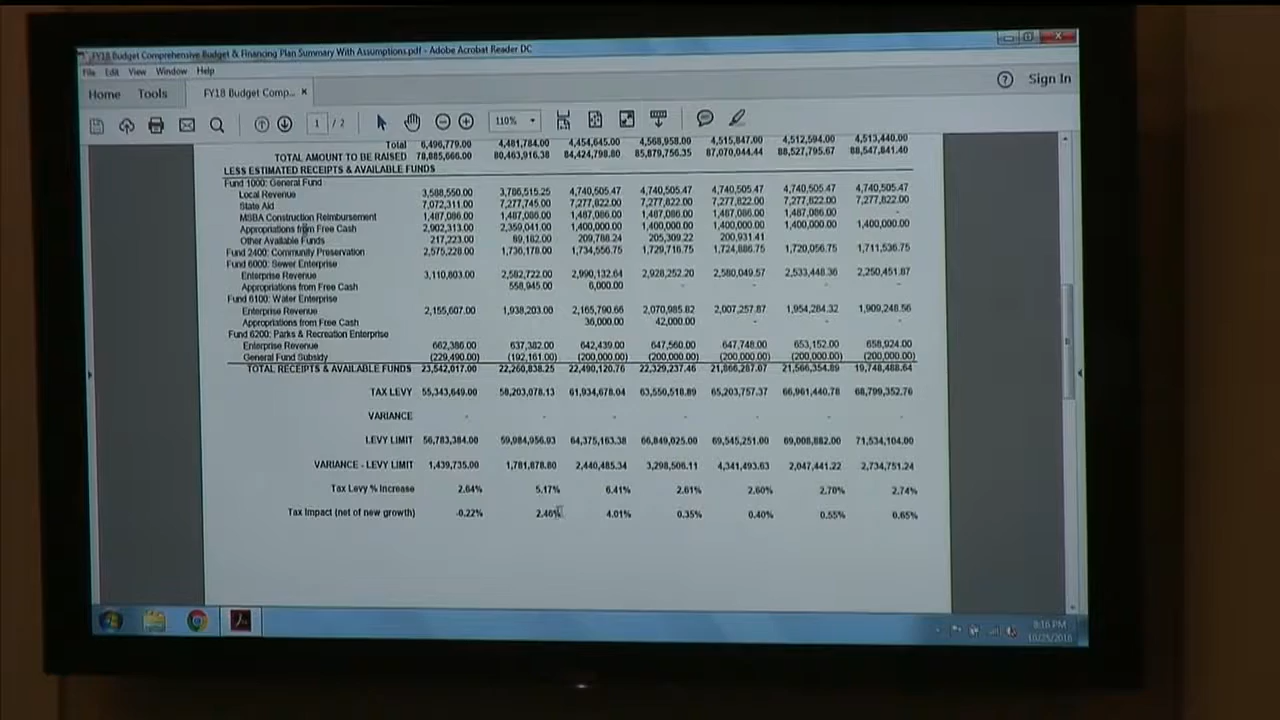 FY18 Budget Comprehensive Budget & Financing Plan Summary With Assumptions.pdf - Adobe Acrobat Reader DC
File Edit View Window Help
Home Tools FY18 Budget Comp... × ? Sign In
1 / 2 110%
Total 6,496,779.00 4,461,784.00 4,454,645.00 4,568,958.00 4,515,847.00 4,512,594.00 4,513,440.00
TOTAL AMOUNT TO BE RAISED 78,885,666.00 80,463,916.38 84,424,798.80 85,879,756.35 87,070,044.44 88,527,795.67 88,547,841.40
LESS ESTIMATED RECEIPTS & AVAILABLE FUNDS
Fund 1000: General Fund
Local Revenue 3,588,550.00 3,786,515.25 4,740,505.47 4,740,505.47 4,740,505.47 4,740,505.47 4,740,505.47
State Aid 7,072,311.00 7,277,745.00 7,277,822.00 7,277,822.00 7,277,822.00 7,277,822.00 7,277,822.00
MSBA Construction Reimbursement 1,487,086.00 1,487,086.00 1,487,086.00 1,487,086.00 1,487,086.00 1,487,086.00 -
Appropriations from Free Cash 2,902,313.00 2,359,041.00 1,400,000.00 1,400,000.00 1,400,000.00 1,400,000.00 1,400,000.00
Other Available Funds 217,223.00 69,182.00 209,788.24 205,309.22 200,931.41 - -
Fund 2400: Community Preservation 2,575,228.00 1,736,178.00 1,734,556.75 1,729,716.75 1,724,886.75 1,720,056.75 1,711,536.75
Fund 6000: Sewer Enterprise
Enterprise Revenue 3,110,603.00 2,582,722.00 2,990,132.64 2,928,252.20 2,580,049.57 2,533,448.36 2,250,451.87
Appropriations from Free Cash 558,945.00 6,000.00 - - - -
Fund 6100: Water Enterprise
Enterprise Revenue 2,155,607.00 1,938,203.00 2,165,790.66 2,070,985.82 2,007,257.87 1,954,264.32 1,909,248.56
Appropriations from Free Cash 36,000.00 42,000.00 - - -
Fund 6200: Parks & Recreation Enterprise
Enterprise Revenue 662,386.00 637,382.00 642,439.00 647,560.00 647,748.00 653,152.00 658,924.00
General Fund Subsidy (229,490.00) (192,161.00) (200,000.00) (200,000.00) (200,000.00) (200,000.00) (200,000.00)
TOTAL RECEIPTS & AVAILABLE FUNDS 23,542,017.00 22,260,838.25 22,490,120.76 22,329,237.46 21,866,287.07 21,566,354.89 19,748,488.64
TAX LEVY 55,343,649.00 58,203,078.13 61,934,678.04 63,550,518.89 65,203,757.37 66,961,440.78 68,799,352.76
VARIANCE - - - - - - -
LEVY LIMIT 56,783,384.00 59,984,956.93 64,375,163.38 66,849,025.00 69,545,251.00 69,008,882.00 71,534,104.00
VARIANCE - LEVY LIMIT 1,439,735.00 1,781,878.80 2,440,485.34 3,298,506.11 4,341,493.63 2,047,441.22 2,734,751.24
Tax Levy % Increase 2.64% 5.17% 6.41% 2.61% 2.60% 2.70% 2.74%
Tax Impact (net of new growth) -0.22% 2.46% 4.01% 0.35% 0.40% 0.55% 0.65%
10/25/2016